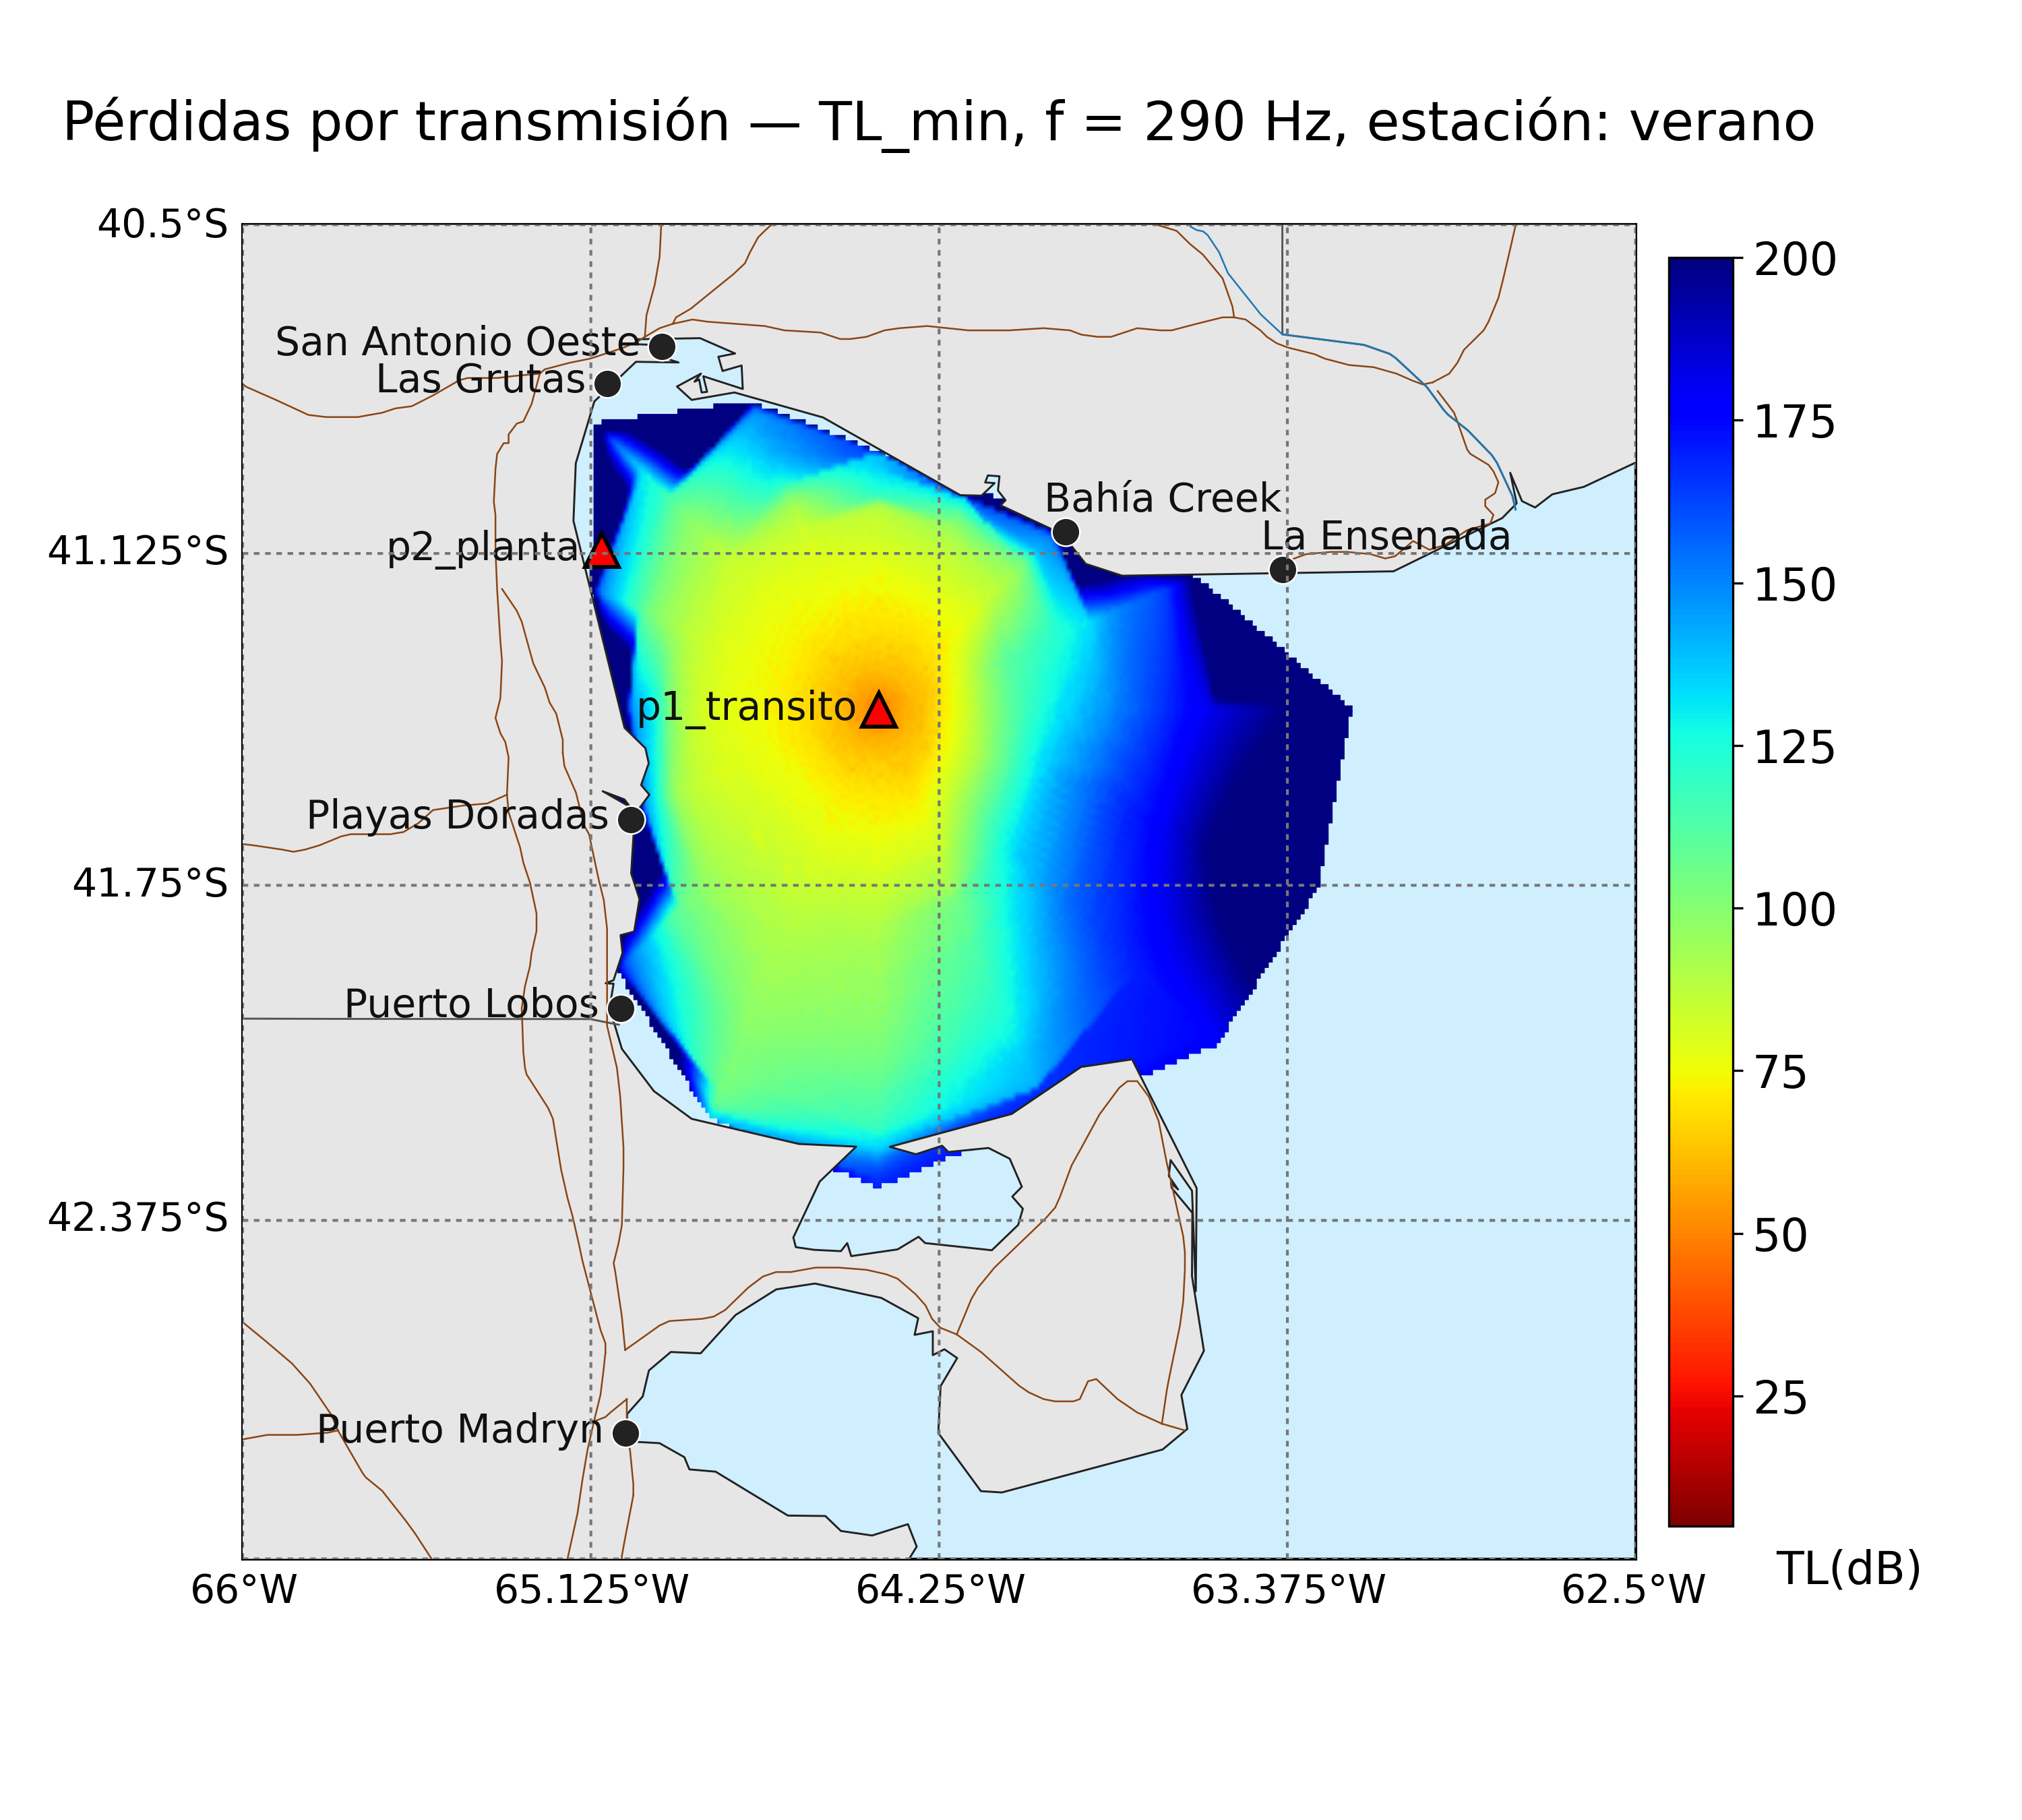 Pérdidas por transmisión — TL_min, f = 290 Hz, estación: verano
40.5°S
200
San Antonio Oeste
Las Grutas
175
Bahía Creek
La Ensenada
p2_planta
41.125°S
150
p1_transito
125
Playas Doradas
41.75°S
100
Puerto Lobos
75
42.375°S
50
25
Puerto Madryn
TL(dB)
66°W
65.125°W
64.25°W
63.375°W
62.5°W